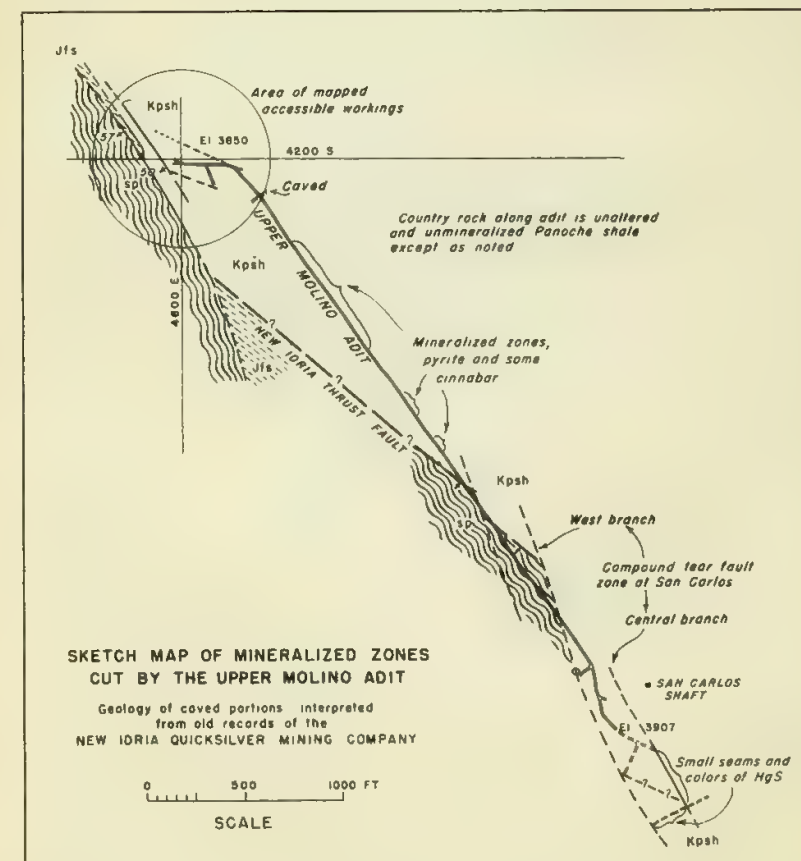 Jfs
Kpsh
Area of mapped
accessible workings
57
El 3650
4200 S
sp
Caved
Country rock along adit is unaltered
and unmineralized Panoche shale
except as noted
UPPER MOLINO ADIT
Kpsh
4800 E
Mineralized zones,
pyrite and some
cinnabar
?
NEW IDRIA THRUST FAULT
Jfs
?
?
Kpsh
sp
West branch
Compound tear fault
zone at San Carlos
Central branch
SKETCH MAP OF MINERALIZED ZONES
CUT BY THE UPPER MOLINO ADIT
SAN CARLOS
SHAFT
Geology of caved portions interpreted
from old records of the
NEW IDRIA QUICKSILVER MINING COMPANY
El 3907
Small seams and
colors of HgS
? ?
0 500 1000 FT
SCALE
Kpsh